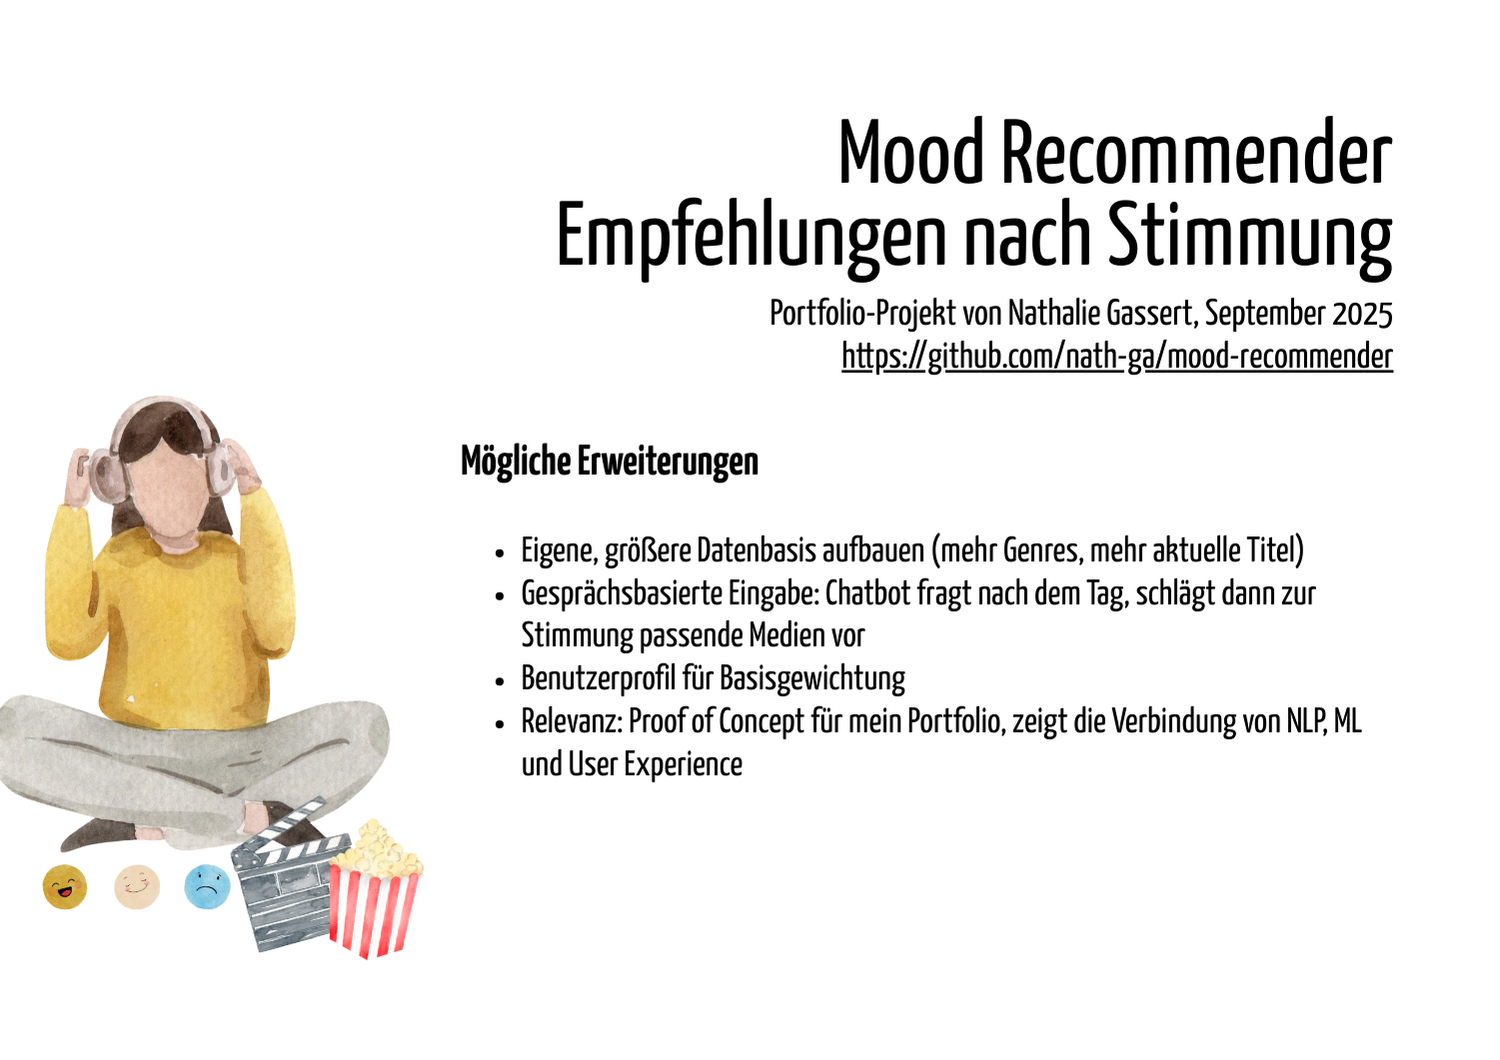 Mood Recommender
Empfehlungen nach Stimmung
Portfolio-Projekt von Nathalie Gassert, September 2025
https://github.com/nath-ga/mood-recommender
Mögliche Erweiterungen
• Eigene, größere Datenbasis aufbauen (mehr Genres, mehr aktuelle Titel)
• Gesprächsbasierte Eingabe: Chatbot fragt nach dem Tag, schlägt dann zur
Stimmung passende Medien vor
• Benutzerprofil für Basisgewichtung
• Relevanz: Proof of Concept für mein Portfolio, zeigt die Verbindung von NLP, ML
und User Experience